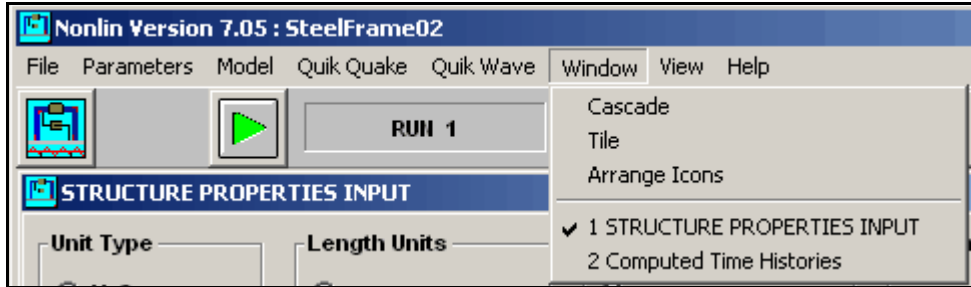 Nonlin Version 7.05 : SteelFrame02
File Parameters Model Quik Quake Quik Wave Window View Help
RUN 1
Cascade
Tile
Arrange Icons
1 STRUCTURE PROPERTIES INPUT
2 Computed Time Histories
STRUCTURE PROPERTIES INPUT
Unit Type Length Units